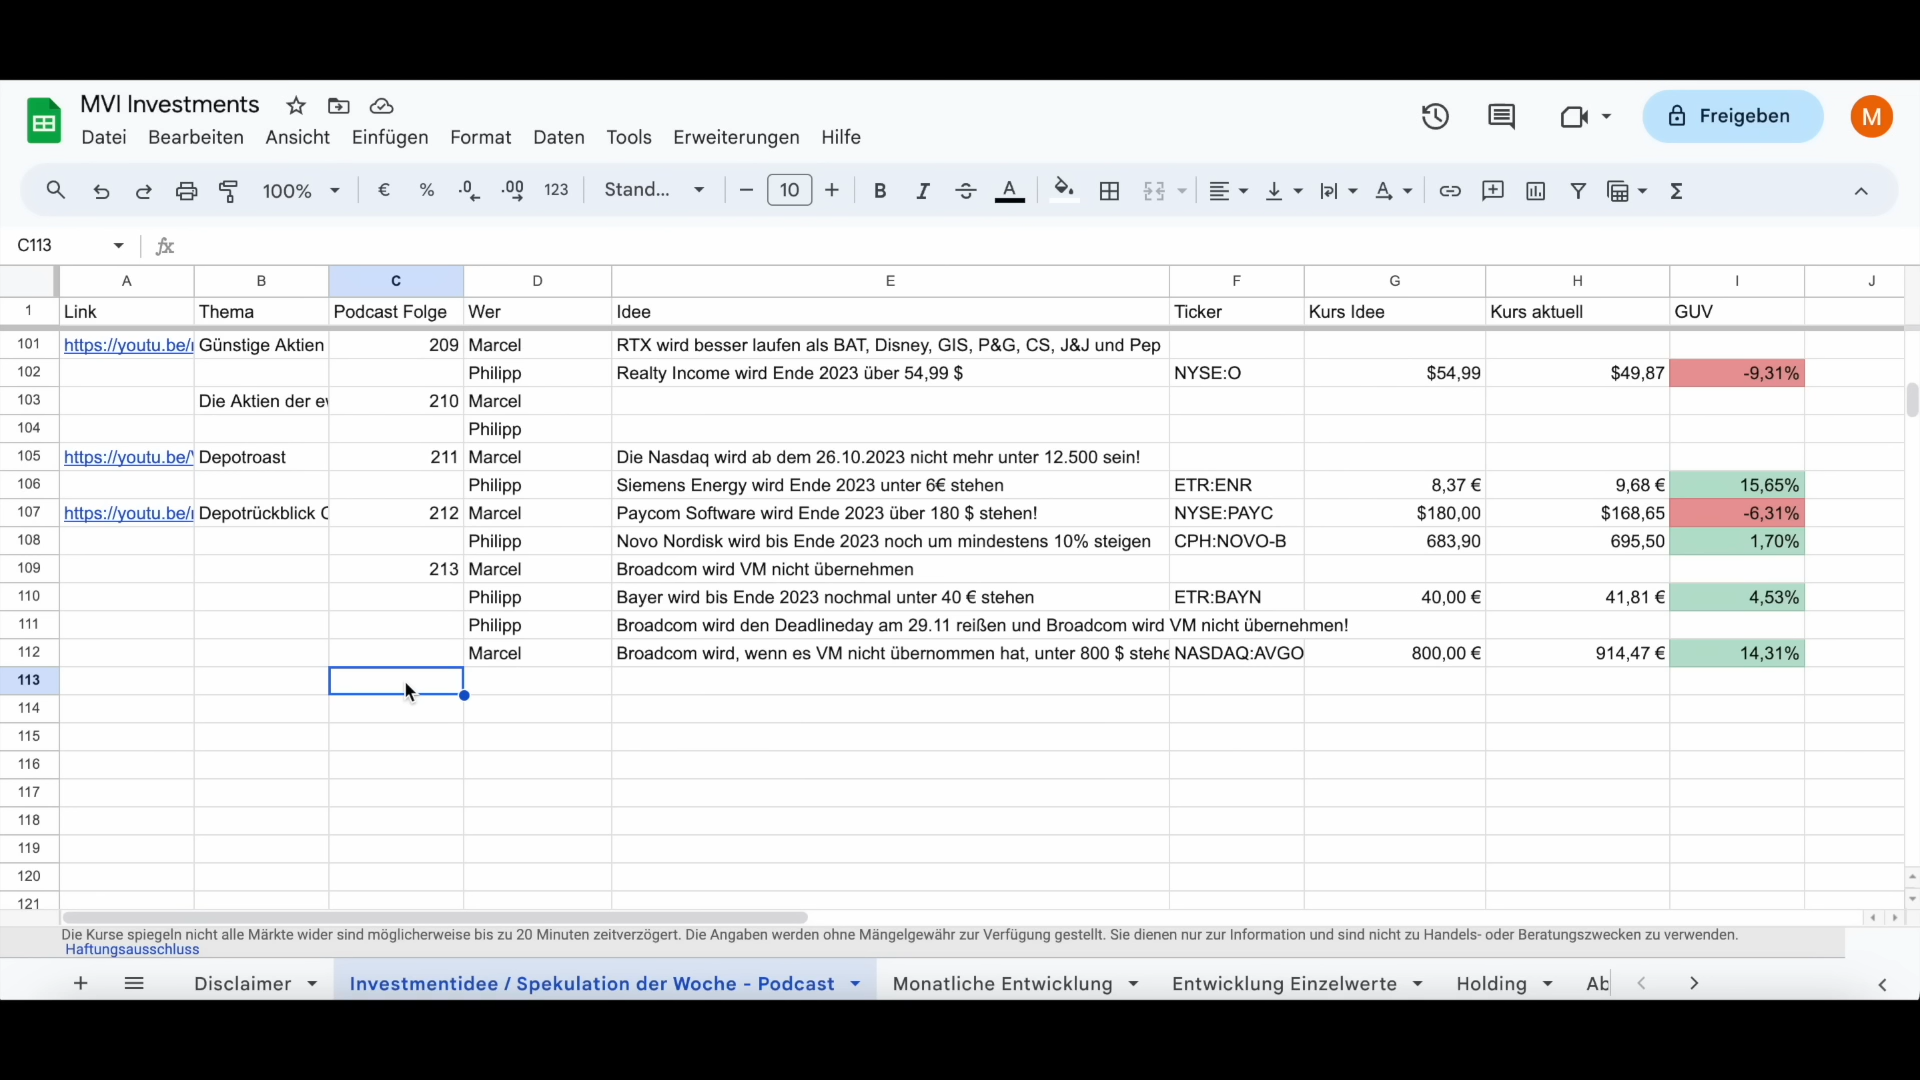 MVI Investments
Datei Bearbeiten Ansicht Einfügen Format Daten Tools Erweiterungen Hilfe
Freigeben
M
100% € % .0 .00 123 Stand... 10 B I A A Σ
C113 fx
A B C D E F G H I J
1 Link Thema Podcast Folge Wer Idee Ticker Kurs Idee Kurs aktuell GUV
101 https://youtu.be/ Günstige Aktien 209 Marcel RTX wird besser laufen als BAT, Disney, GIS, P&G, CS, J&J und Pep
102 Philipp Realty Income wird Ende 2023 über 54,99 $ NYSE:O $54,99 $49,87 -9,31%
103 Die Aktien der ev 210 Marcel
104 Philipp
105 https://youtu.be/ Depotroast 211 Marcel Die Nasdaq wird ab dem 26.10.2023 nicht mehr unter 12.500 sein!
106 Philipp Siemens Energy wird Ende 2023 unter 6€ stehen ETR:ENR 8,37 € 9,68 € 15,65%
107 https://youtu.be/ Depotrückblick 212 Marcel Paycom Software wird Ende 2023 über 180 $ stehen! NYSE:PAYC $180,00 $168,65 -6,31%
108 Philipp Novo Nordisk wird bis Ende 2023 noch um mindestens 10% steigen CPH:NOVO-B 683,90 695,50 1,70%
109 213 Marcel Broadcom wird VM nicht übernehmen
110 Philipp Bayer wird bis Ende 2023 nochmal unter 40 € stehen ETR:BAYN 40,00 € 41,81 € 4,53%
111 Philipp Broadcom wird den Deadlineday am 29.11 reißen und Broadcom wird VM nicht übernehmen!
112 Marcel Broadcom wird, wenn es VM nicht übernommen hat, unter 800 $ stehe NASDAQ:AVGO 800,00 € 914,47 € 14,31%
113
114
115
116
117
118
119
120
121
Die Kurse spiegeln nicht alle Märkte wider sind möglicherweise bis zu 20 Minuten zeitverzögert. Die Angaben werden ohne Mängelgewähr zur Verfügung gestellt. Sie dienen nur zur Information und sind nicht zu Handels- oder Beratungszwecken zu verwenden.
Haftungsausschluss
Disclaimer Investmentidee / Spekulation der Woche - Podcast Monatliche Entwicklung Entwicklung Einzelwerte Holding Ab